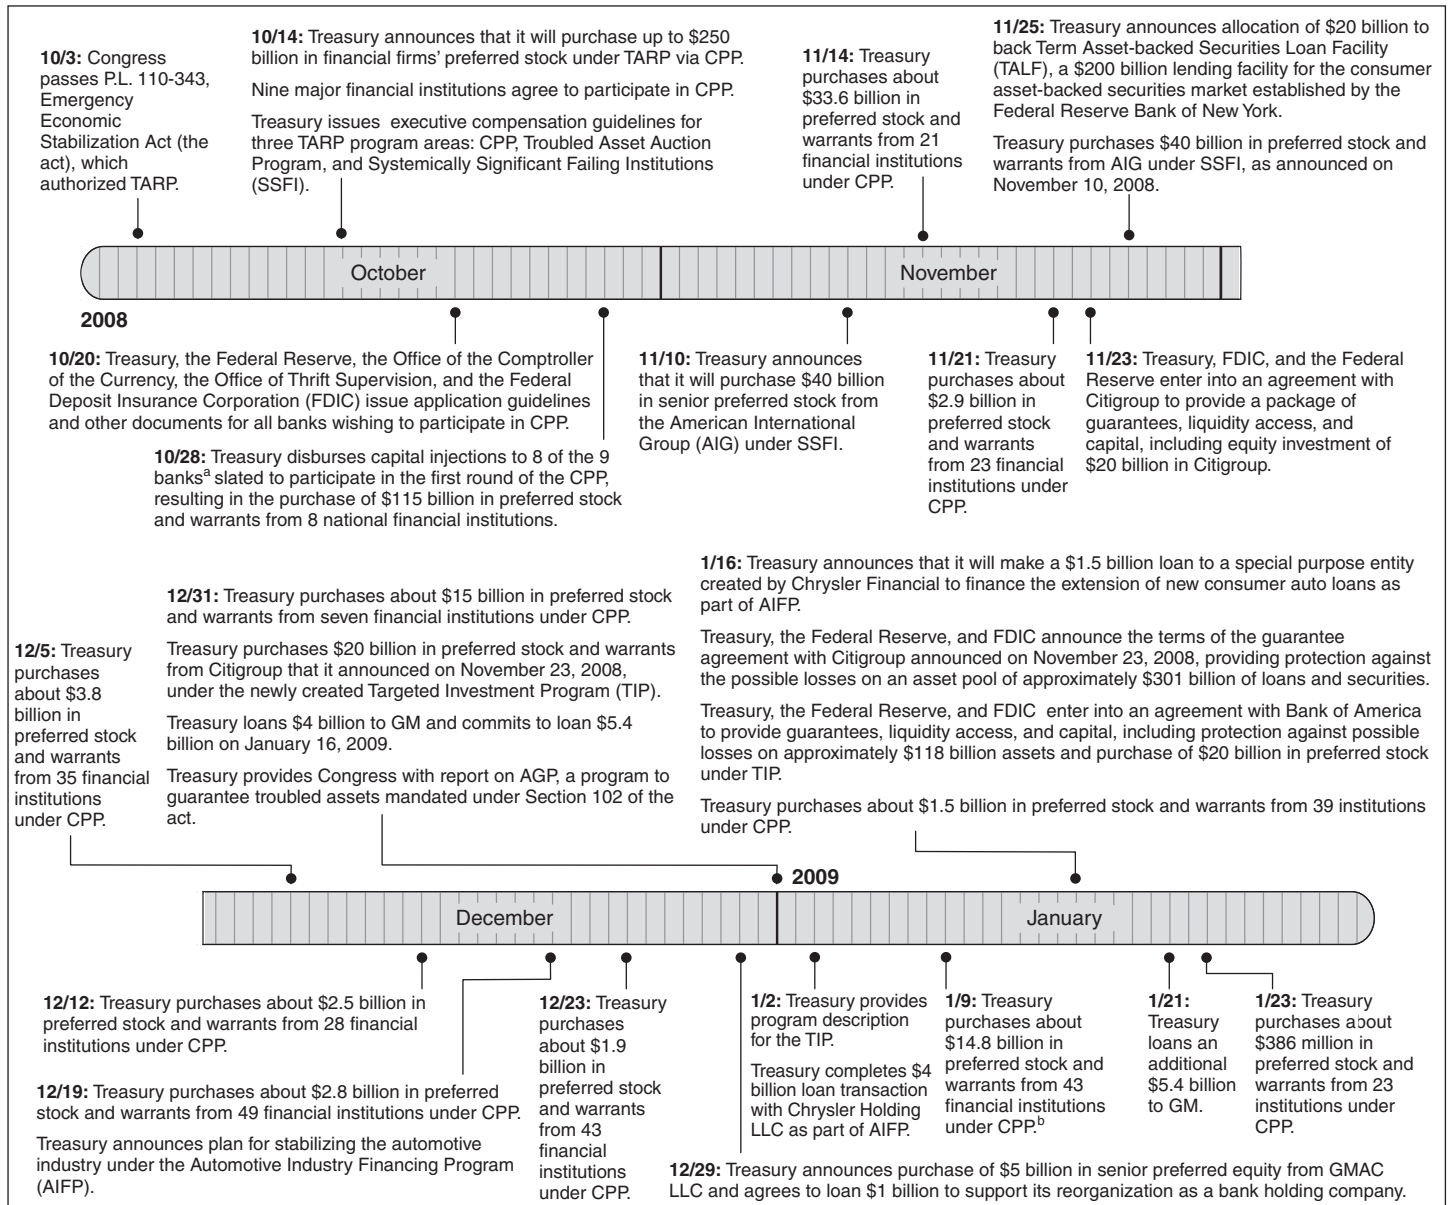 10/3: Congress
passes P.L. 110-343,
Emergency
Economic
Stabilization Act (the
act), which
authorized TARP.
10/14: Treasury announces that it will purchase up to $250
billion in financial firms' preferred stock under TARP via CPP.
Nine major financial institutions agree to participate in CPP.
Treasury issues executive compensation guidelines for
three TARP program areas: CPP, Troubled Asset Auction
Program, and Systemically Significant Failing Institutions
(SSFI).
11/14: Treasury
purchases about
$33.6 billion in
preferred stock and
warrants from 21
financial institutions
under CPP.
11/25: Treasury announces allocation of $20 billion to
back Term Asset-backed Securities Loan Facility
(TALF), a $200 billion lending facility for the consumer
asset-backed securities market established by the
Federal Reserve Bank of New York.
Treasury purchases $40 billion in preferred stock and
warrants from AIG under SSFI, as announced on
November 10, 2008.
October
November
2008
10/20: Treasury, the Federal Reserve, the Office of the Comptroller
of the Currency, the Office of Thrift Supervision, and the Federal
Deposit Insurance Corporation (FDIC) issue application guidelines
and other documents for all banks wishing to participate in CPP.
10/28: Treasury disburses capital injections to 8 of the 9
banksa slated to participate in the first round of the CPP,
resulting in the purchase of $115 billion in preferred stock
and warrants from 8 national financial institutions.
11/10: Treasury announces
that it will purchase $40 billion
in senior preferred stock from
the American International
Group (AIG) under SSFI.
11/21: Treasury
purchases about
$2.9 billion in
preferred stock
and warrants
from 23 financial
institutions under
CPP.
11/23: Treasury, FDIC, and the Federal
Reserve enter into an agreement with
Citigroup to provide a package of
guarantees, liquidity access, and
capital, including equity investment of
$20 billion in Citigroup.
12/5: Treasury
purchases
about $3.8
billion in
preferred stock
and warrants
from 35 financial
institutions
under CPP.
12/31: Treasury purchases about $15 billion in preferred stock
and warrants from seven financial institutions under CPP.
Treasury purchases $20 billion in preferred stock and warrants
from Citigroup that it announced on November 23, 2008,
under the newly created Targeted Investment Program (TIP).
Treasury loans $4 billion to GM and commits to loan $5.4
billion on January 16, 2009.
Treasury provides Congress with report on AGP, a program to
guarantee troubled assets mandated under Section 102 of the
act.
1/16: Treasury announces that it will make a $1.5 billion loan to a special purpose entity
created by Chrysler Financial to finance the extension of new consumer auto loans as
part of AIFP.
Treasury, the Federal Reserve, and FDIC announce the terms of the guarantee
agreement with Citigroup announced on November 23, 2008, providing protection against
the possible losses on an asset pool of approximately $301 billion of loans and securities.
Treasury, the Federal Reserve, and FDIC enter into an agreement with Bank of America
to provide guarantees, liquidity access, and capital, including protection against possible
losses on approximately $118 billion assets and purchase of $20 billion in preferred stock
under TIP.
Treasury purchases about $1.5 billion in preferred stock and warrants from 39 institutions
under CPP.
2009
December
January
12/12: Treasury purchases about $2.5 billion in
preferred stock and warrants from 28 financial
institutions under CPP.
12/19: Treasury purchases about $2.8 billion in preferred
stock and warrants from 49 financial institutions under CPP.
Treasury announces plan for stabilizing the automotive
industry under the Automotive Industry Financing Program
(AIFP).
12/23: Treasury
purchases
about $1.9
billion in
preferred stock
and warrants
from 43
financial
institutions
under CPP.
1/2: Treasury provides
program description
for the TIP.
Treasury completes $4
billion loan transaction
with Chrysler Holding
LLC as part of AIFP.
1/9: Treasury
purchases about
$14.8 billion in
preferred stock and
warrants from 43
financial institutions
under CPP.b
1/21:
Treasury
loans an
additional
$5.4 billion
to GM.
1/23: Treasury
purchases about
$386 million in
preferred stock and
warrants from 23
institutions under
CPP.
12/29: Treasury announces purchase of $5 billion in senior preferred equity from GMAC
LLC and agrees to loan $1 billion to support its reorganization as a bank holding company.